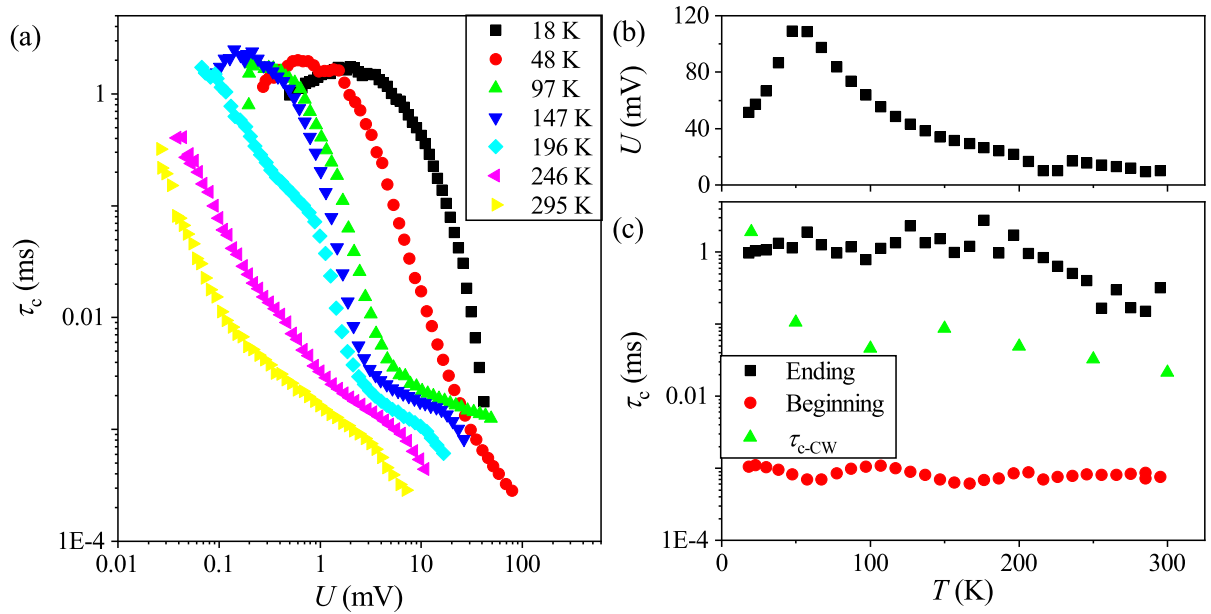 (a)
18 K
48 K
97 K
147 K
196 K
246 K
295 K
1
0.01
1E-4
τc (ms)
0.01
0.1
1
10
100
U (mV)
(b)
120
80
40
0
U (mV)
(c)
1
0.01
1E-4
τc (ms)
Ending
Beginning
τc-CW
0
100
200
300
T (K)